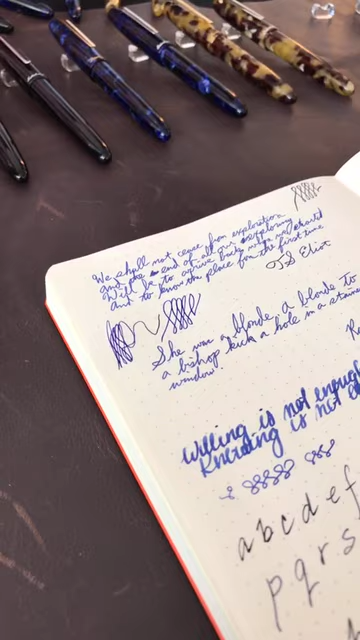 We shall not cease from exploration
and the end of all our exploring
will be to arrive back where we started
and to know the place for the first time
TS Eliot
She was a blonde, a blonde to
a bishop kick a hole in a stained
window
Willing is not enough
Knowing is not
a b c d e f
p q r s